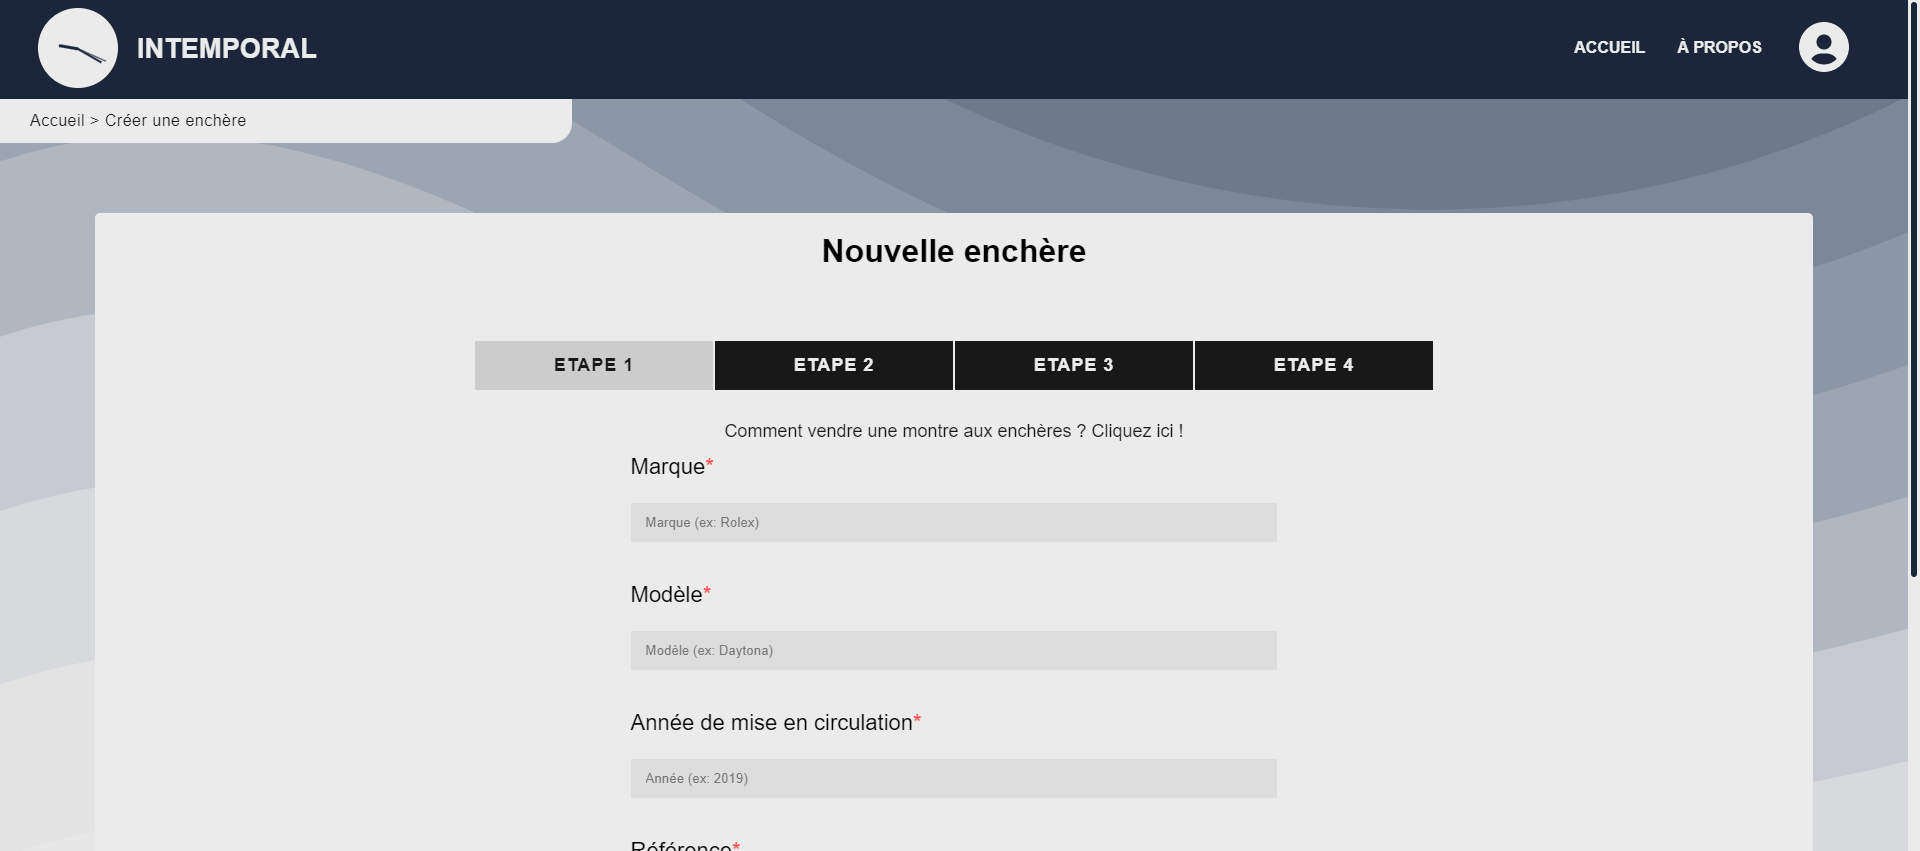 INTEMPORAL
ACCUEIL
À PROPOS
Accueil > Créer une enchère
Nouvelle enchère
ETAPE 1
ETAPE 2
ETAPE 3
ETAPE 4
Comment vendre une montre aux enchères ? Cliquez ici !
Marque*
Marque (ex: Rolex)
Modèle*
Modèle (ex: Daytona)
Année de mise en circulation*
Année (ex: 2019)
Référence*